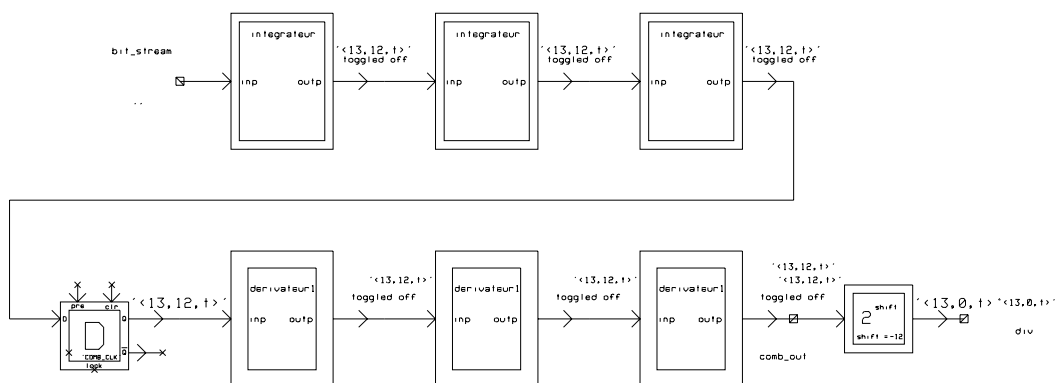 integrateur
integrateur
integrateur
bit_stream
'<13,12,t>'
toggled off
'<13,12,t>'
toggled off
'<13,12,t>'
toggled off
inp outp
inp outp
inp outp
'<13,12,t>'
'<13,12,t>'
'<13,12,t>'
'<13,12,t>'
derivateur1
derivateur1
derivateur1
toggled off
toggled off
toggled off
pre clr
'<13,12,t>'
shift
2
'<13,0,t>'
'<13,0,t>'
D Q
D
inp outp
inp outp
inp outp
div
shift =-12
Q
'COMB_CLK
comb_out